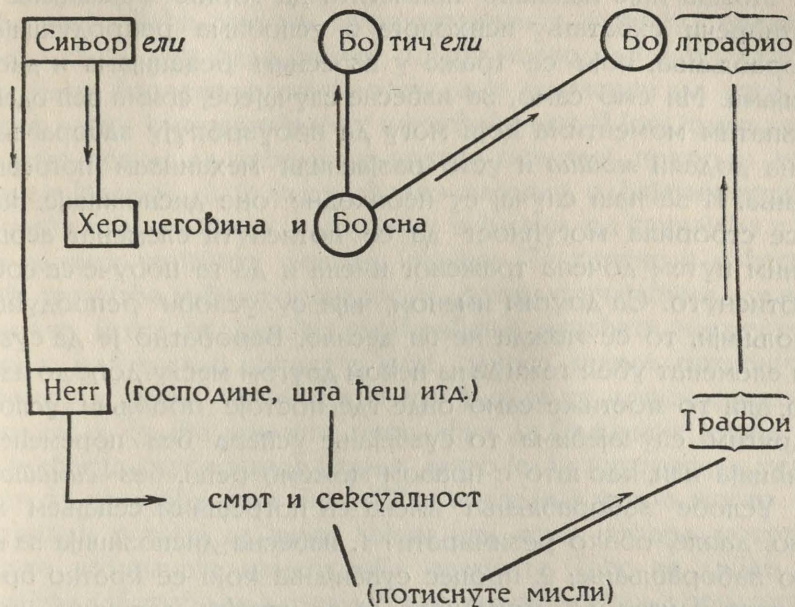 Сињор ели Бо тич ели Бо лтрафио
Хер цеговина и Бо сна
Herr (господине, шта ћеш итд.)
Трафои
смрт и сексуалност
(потиснуте мисли)